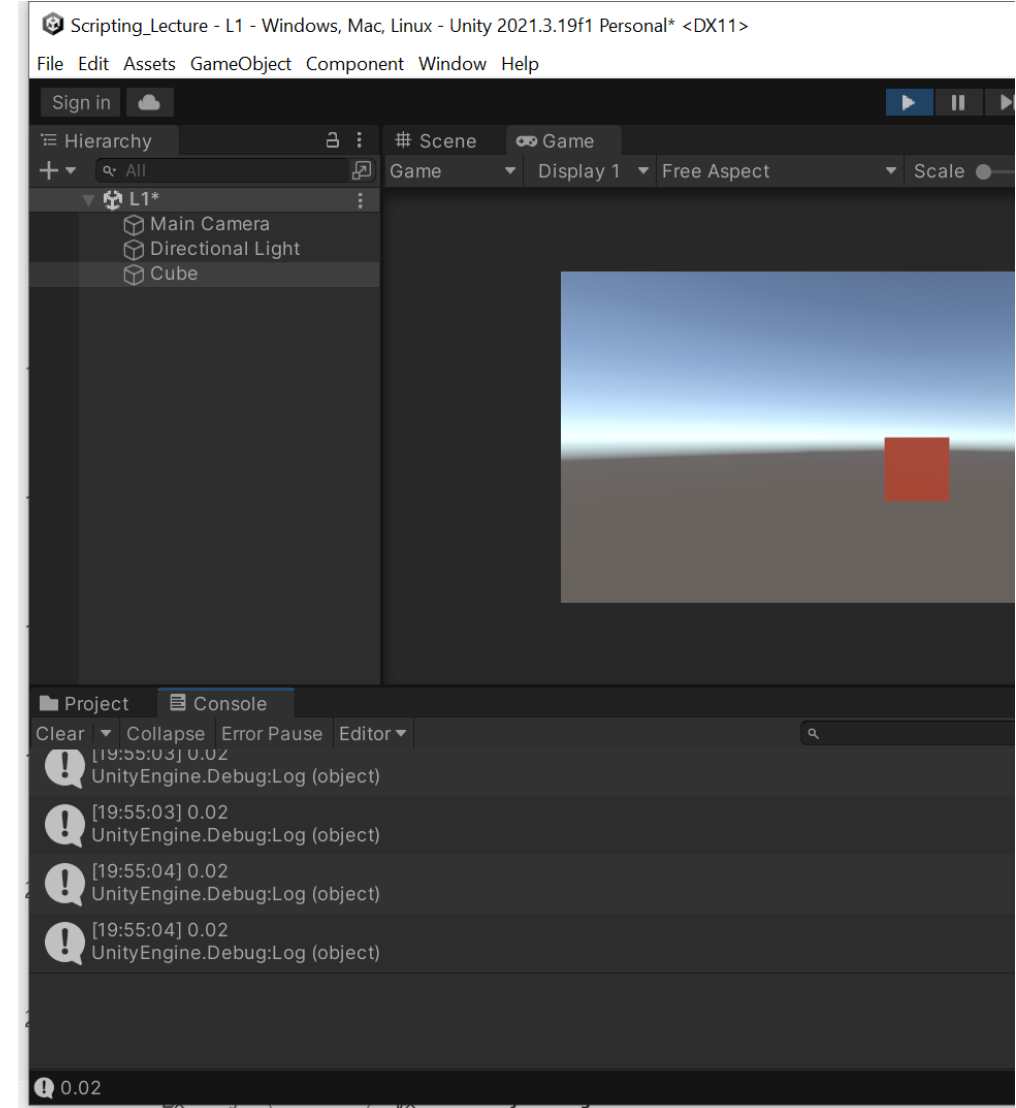 Scripting_Lecture - L1 - Windows, Mac, Linux - Unity 2021.3.19f1 Personal* <DX11>
File Edit Assets GameObject Component Window Help
Sign in
Hierarchy
Scene Game
All
Game Display 1 Free Aspect Scale
L1*
Main Camera
Directional Light
Cube
Project Console
Clear Collapse Error Pause Editor
[19:55:03] 0.02
UnityEngine.Debug:Log (object)
[19:55:03] 0.02
UnityEngine.Debug:Log (object)
[19:55:04] 0.02
UnityEngine.Debug:Log (object)
[19:55:04] 0.02
UnityEngine.Debug:Log (object)
0.02